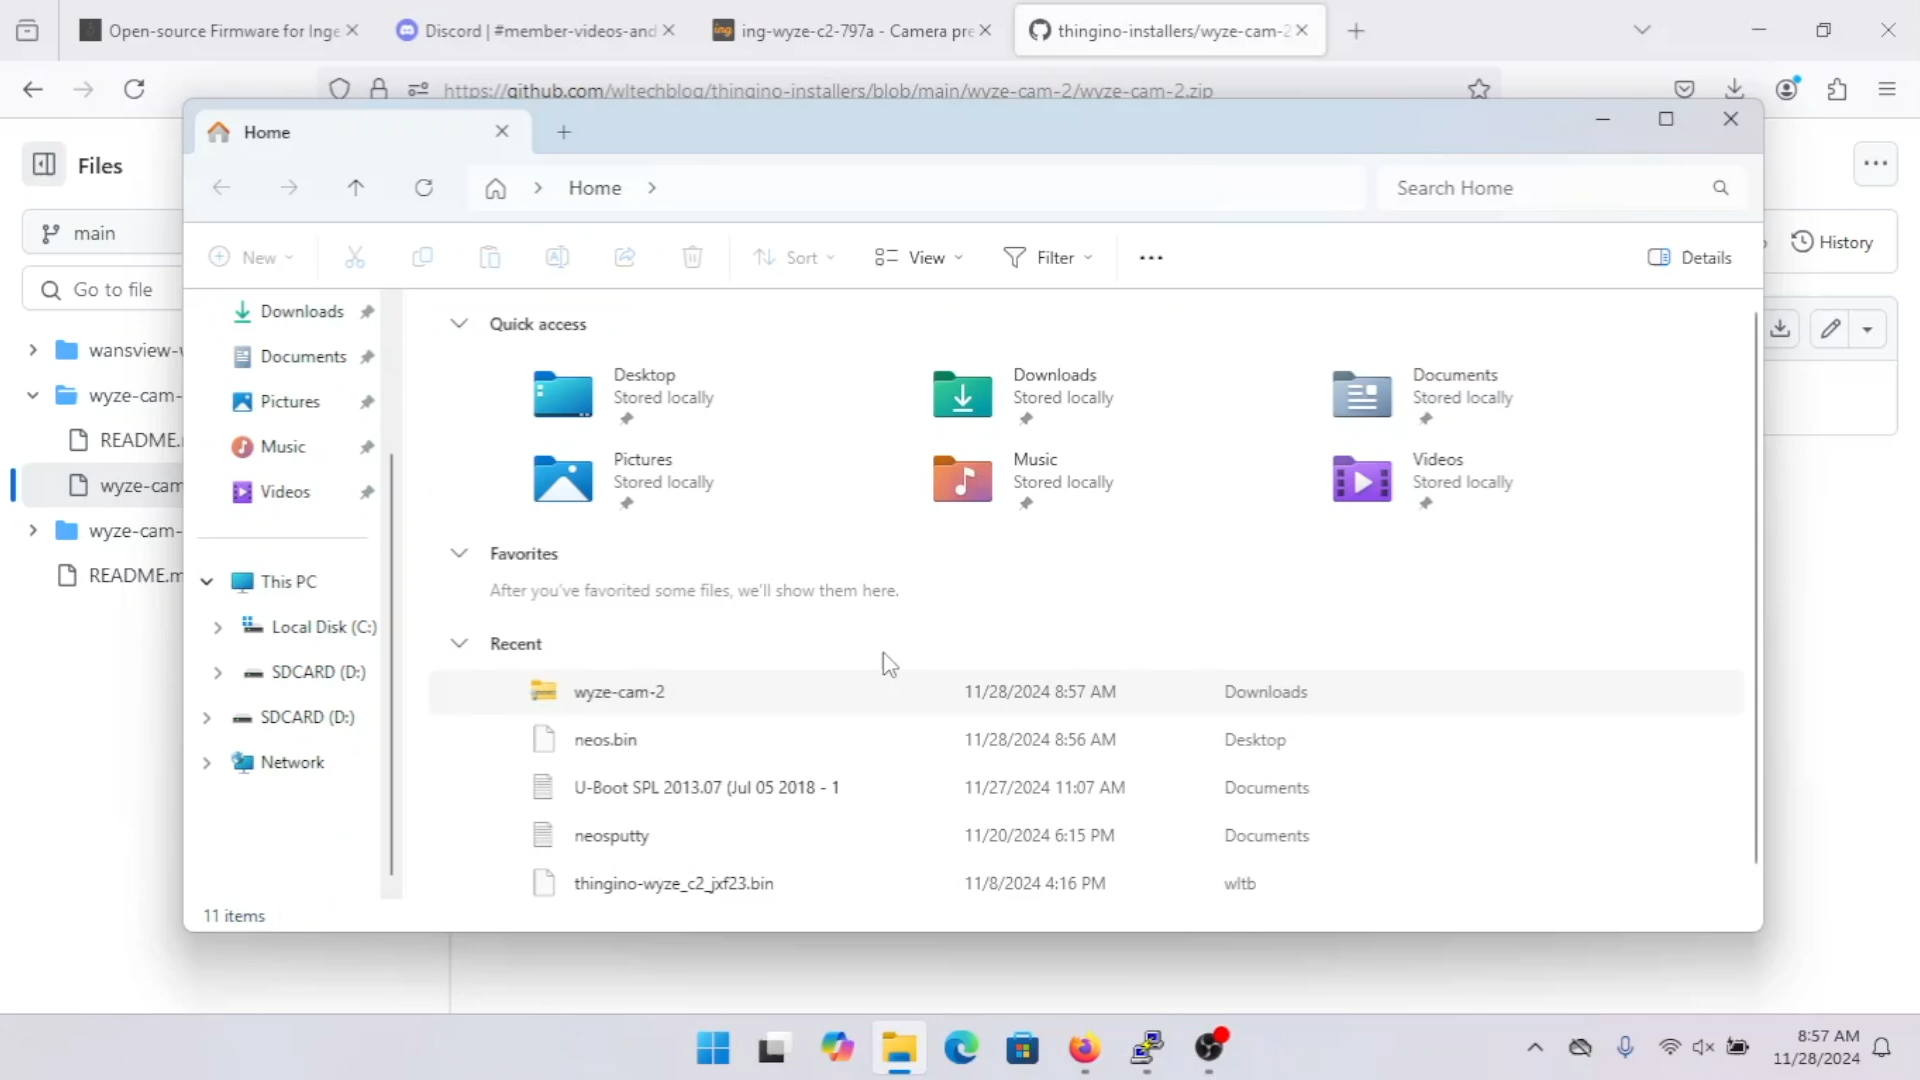 Open-source Firmware for Inge
Discord | #member-videos-and
ing-wyze-c2-797a - Camera pre
thingino-installers/wyze-cam-2
https://github.com/wltechblog/thingino-installers/blob/main/wyze-cam-2/wyze-cam-2.zip
Files
main
Go to file
wansview-
wyze-cam-
README.
wyze-cam
wyze-cam-
README.m
History
Home
Home
Search Home
New
Sort
View
Filter
Details
Downloads
Documents
Pictures
Music
Videos
This PC
Local Disk (C:)
SDCARD (D:)
SDCARD (D:)
Network
Quick access
Desktop
Stored locally
Downloads
Stored locally
Documents
Stored locally
Pictures
Stored locally
Music
Stored locally
Videos
Stored locally
Favorites
After you've favorited some files, we'll show them here.
Recent
wyze-cam-2 11/28/2024 8:57 AM Downloads
neos.bin 11/28/2024 8:56 AM Desktop
U-Boot SPL 2013.07 (Jul 05 2018 - 1 11/27/2024 11:07 AM Documents
neosputty 11/20/2024 6:15 PM Documents
thingino-wyze_c2_jxf23.bin 11/8/2024 4:16 PM wltb
11 items
8:57 AM
11/28/2024